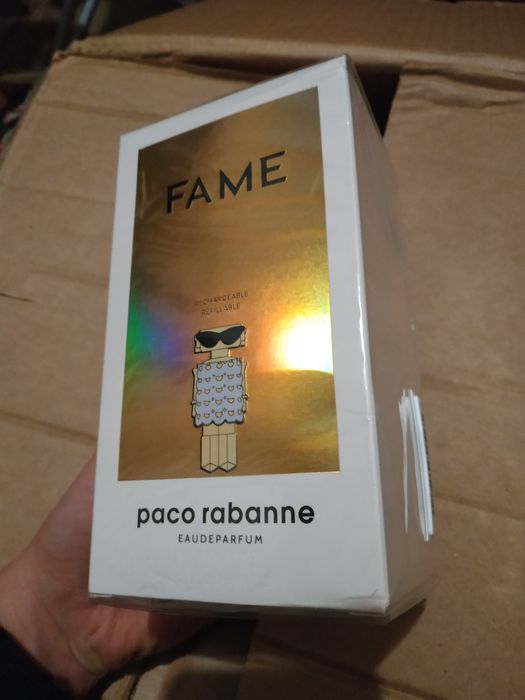 FAME
RECHARGEABLE
REFILLABLE
paco rabanne
EAUDEPARFUM